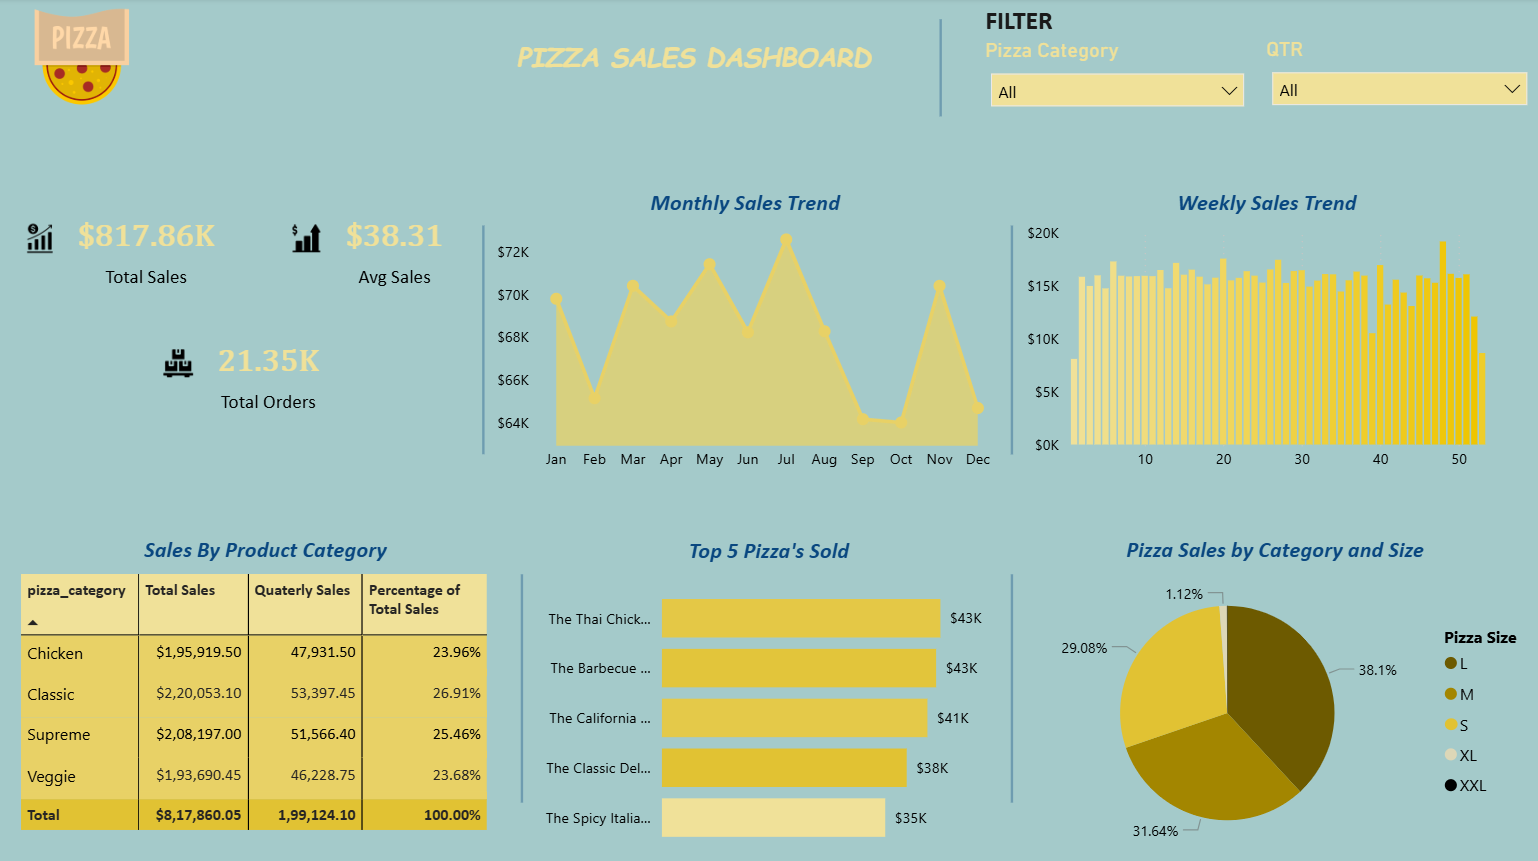 PIZZA
PIZZA SALES DASHBOARD
FILTER
Pizza Category
QTR
All
All
$817.86K
Total Sales
$38.31
Avg Sales
21.35K
Total Orders
Monthly Sales Trend
$72K
$70K
$68K
$66K
$64K
Jan Feb Mar Apr May Jun Jul Aug Sep Oct Nov Dec
Weekly Sales Trend
$20K
$15K
$10K
$5K
$0K
10 20 30 40 50
Sales By Product Category
pizza_category Total Sales Quaterly Sales Percentage of
Total Sales
Chicken $1,95,919.50 47,931.50 23.96%
Classic $2,20,053.10 53,397.45 26.91%
Supreme $2,08,197.00 51,566.40 25.46%
Veggie $1,93,690.45 46,228.75 23.68%
Total $8,17,860.05 1,99,124.10 100.00%
Top 5 Pizza's Sold
The Thai Chick... $43K
The Barbecue ... $43K
The California ... $41K
The Classic Del... $38K
The Spicy Italia... $35K
Pizza Sales by Category and Size
1.12%
29.08%
38.1%
31.64%
Pizza Size
L
M
S
XL
XXL